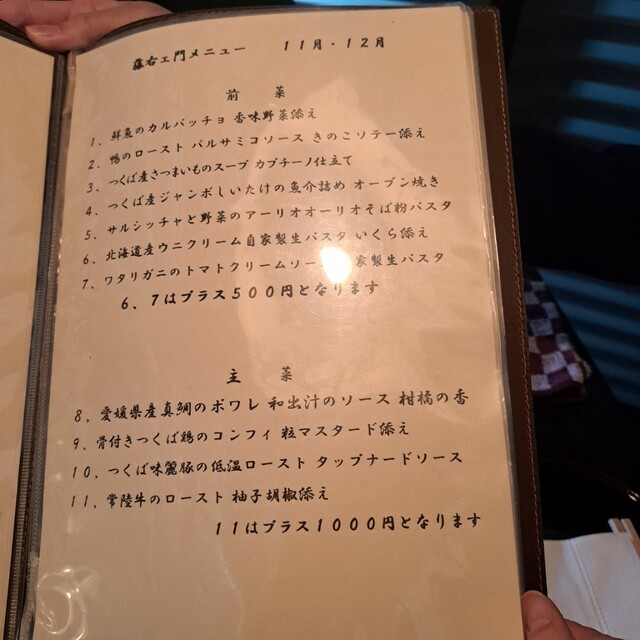 藤右ェ門メニュー 11月・12月
前 菜
1、鮮魚のカルパッチョ 香味野菜添え
2、鴨のロースト バルサミコソース きのこソテー添え
3、つくば産さつまいものスープ カプチーノ仕立て
4、つくば産ジャンボしいたけの魚介詰め オーブン焼き
5、サルシッチャと野菜のアーリオオーリオそば粉パスタ
6、北海道産ウニクリーム自家製生パスタ いくら添え
7、ワタリガニのトマトクリームソー 家製生パスタ
6、7はプラス500円となります
主 菜
8、愛媛県産真鯛のポワレ 和出汁のソース 柑橘の香
9、骨付きつくば鶏のコンフィ 粒マスタード添え
10、つくば味麗豚の低温ロースト タップナードソース
11、常陸牛のロースト 柚子胡椒添え
11はプラス1000円となります